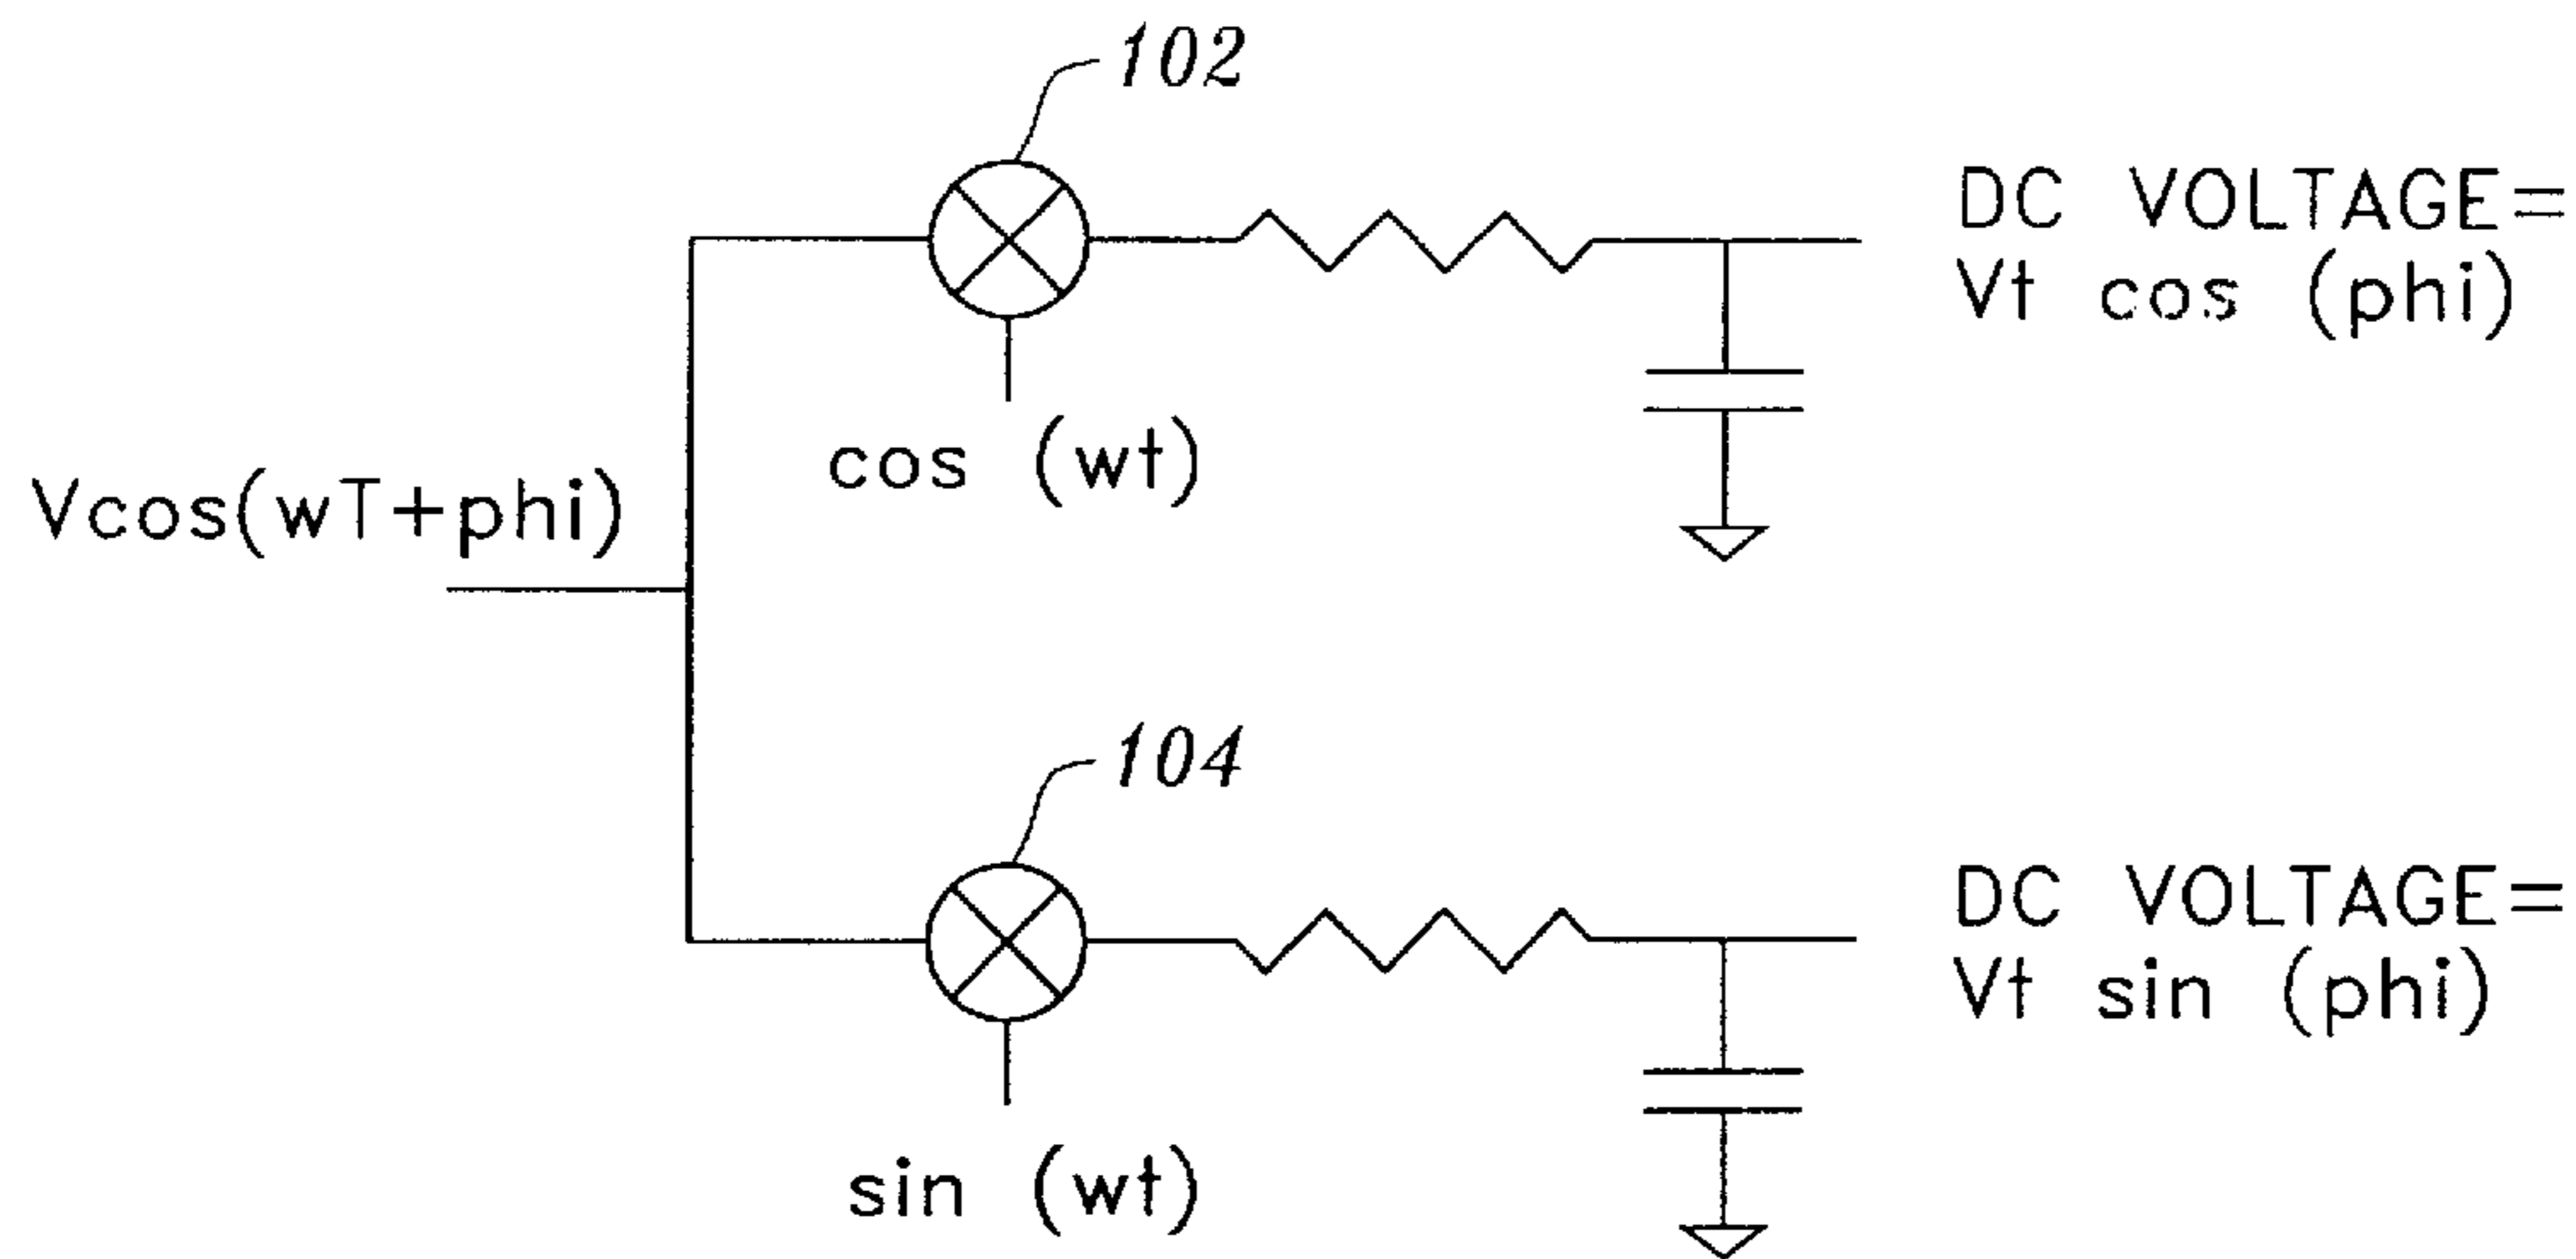 102
DC VOLTAGE=
Vt cos (phi)
cos (wt)
Vcos(wT+phi)
104
DC VOLTAGE=
Vt sin (phi)
sin (wt)